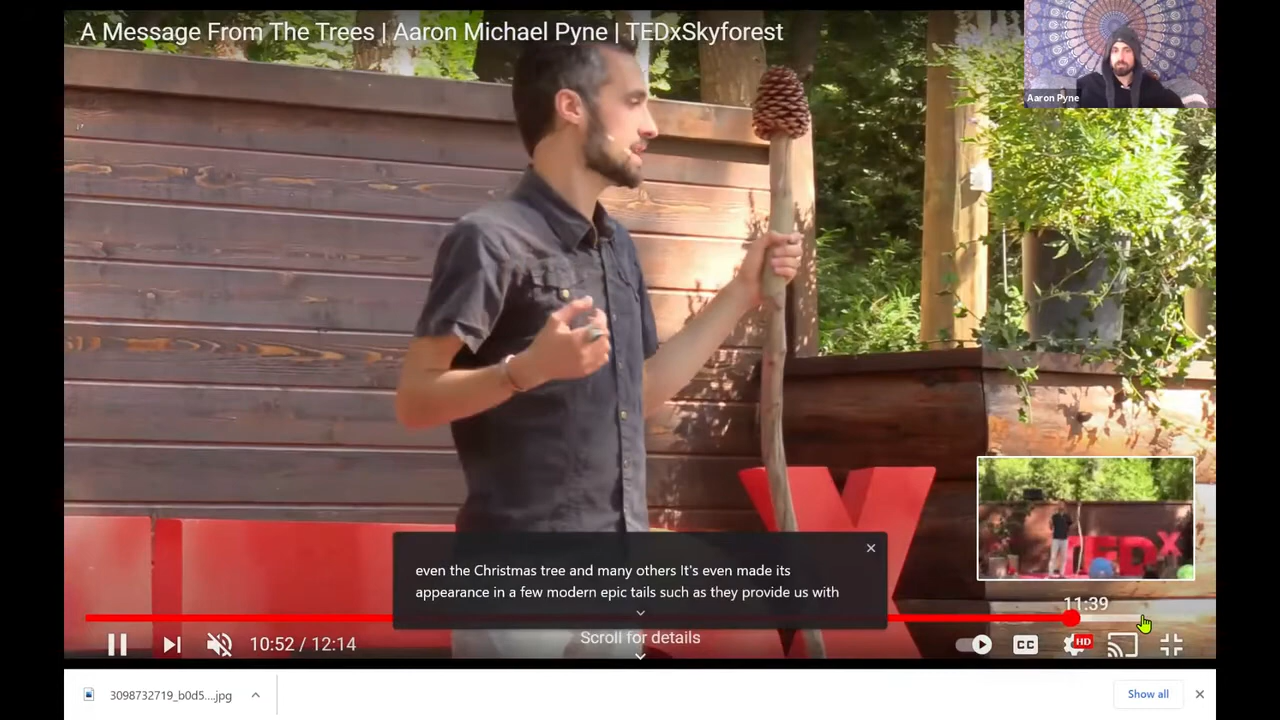 A Message From The Trees | Aaron Michael Pyne | TEDxSkyforest
Aaron Pyne
TEDx
even the Christmas tree and many others It's even made its
appearance in a few modern epic tails such as they provide us with
11:39
10:52 / 12:14
Scroll for details
CC
HD
3098732719_b0d5....jpg
Show all